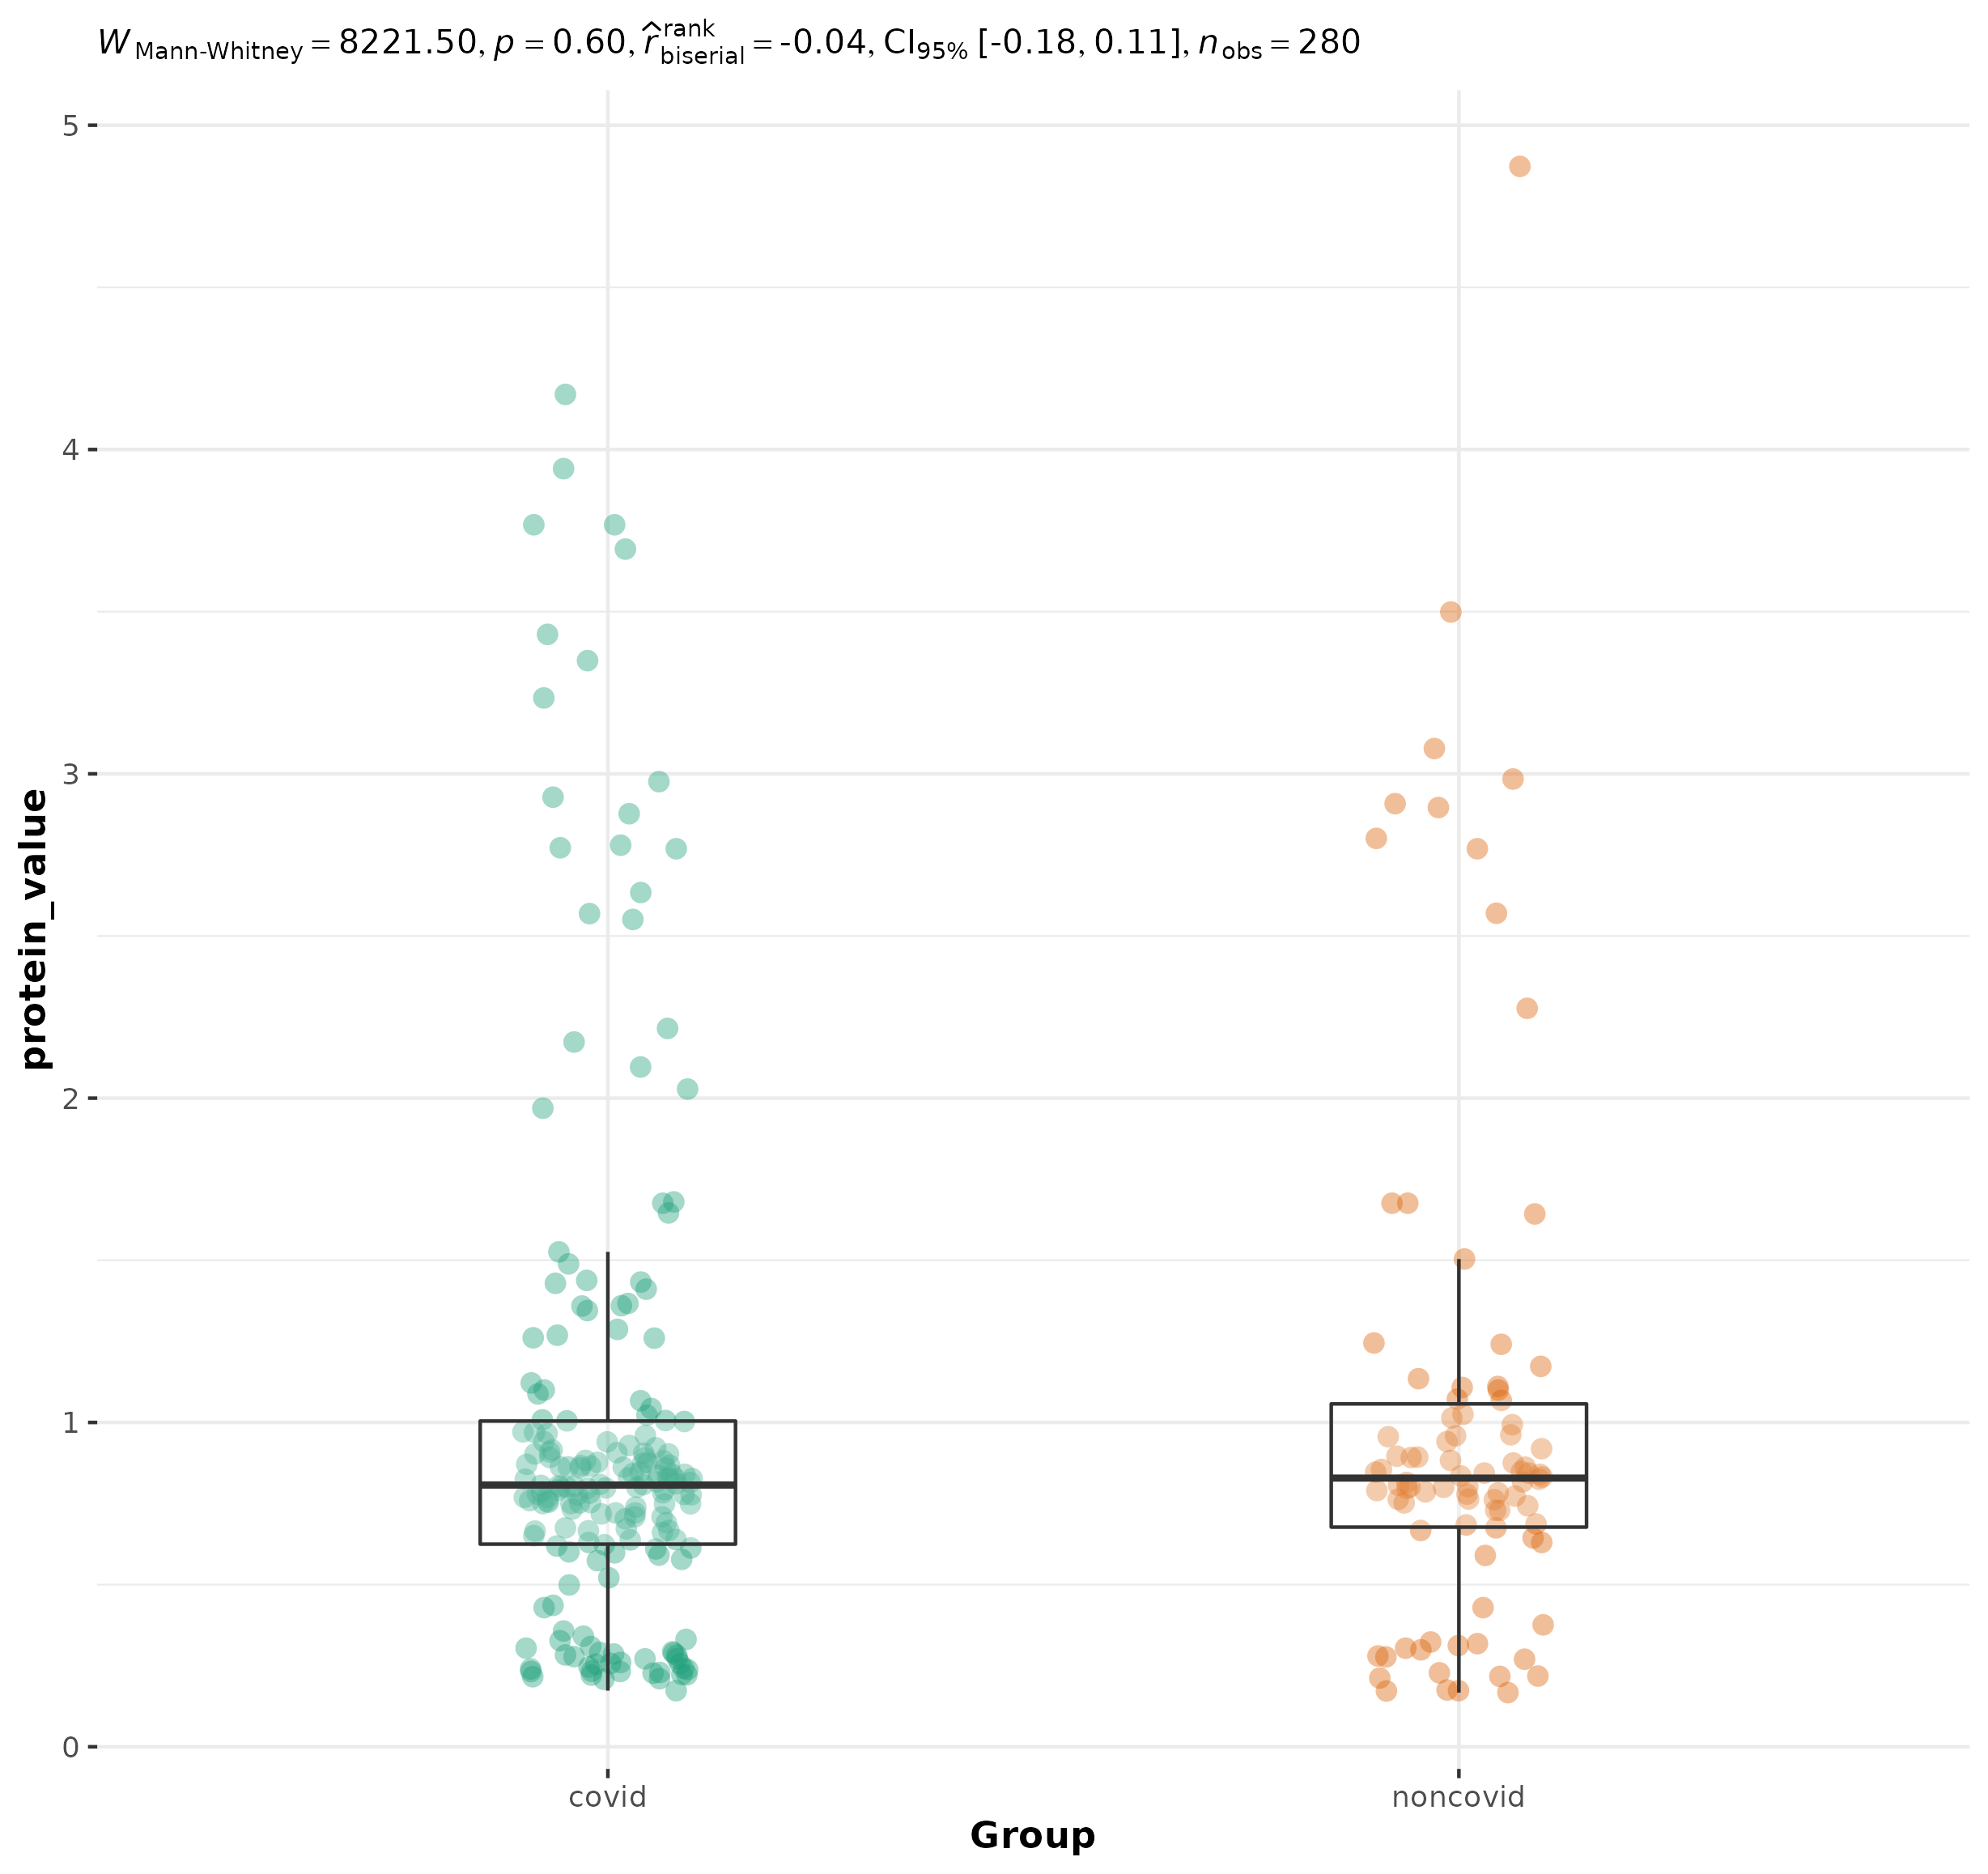 W Mann-Whitney = 8221.50, p = 0.60, r̂ rank biserial = -0.04, CI95% [-0.18, 0.11], nobs = 280
5
4
3
2
1
0
protein_value
covid noncovid
Group